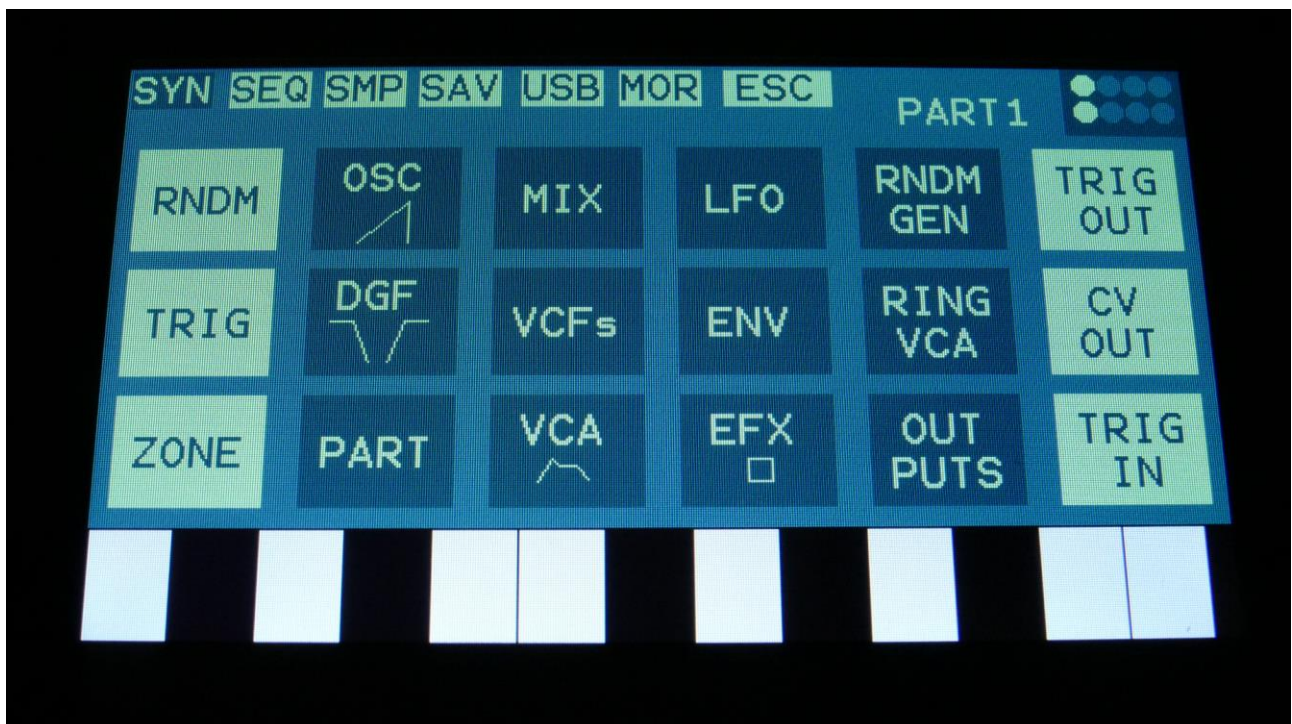 SYN SEQ SMP SAV USB MOR ESC
PART1
RNDM
OSC
MIX
LFO
RNDM
GEN
TRIG
OUT
TRIG
DGF
VCFs
ENV
RING
VCA
CV
OUT
ZONE
PART
VCA
EFX
OUT
PUTS
TRIG
IN